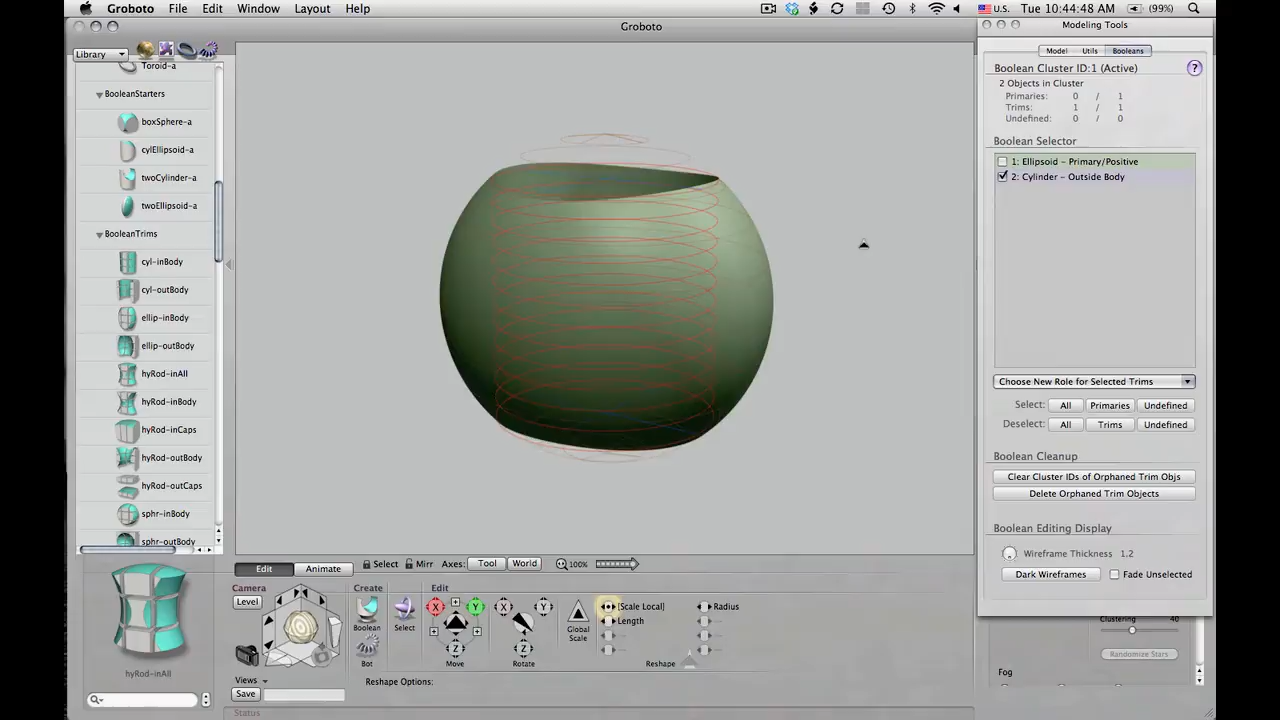 Groboto File Edit Window Layout Help
U.S. Tue 10:44:48 AM (99%)
Groboto
Modeling Tools
Library
Model Utils Booleans
Toroid-a
Boolean Cluster ID:1 (Active)
?
2 Objects in Cluster
BooleanStarters
Primaries: 0 / 1
Trims: 1 / 1
Undefined: 0 / 0
boxSphere-a
Boolean Selector
cylEllipsoid-a
1: Ellipsoid – Primary/Positive
twoCylinder-a
2: Cylinder – Outside Body
twoEllipsoid-a
BooleanTrims
cyl-inBody
cyl-outBody
ellip-inBody
ellip-outBody
hyRod-inAll
Choose New Role for Selected Trims
hyRod-inBody
Select: All Primaries Undefined
Deselect: All Trims Undefined
hyRod-inCaps
hyRod-outBody
Boolean Cleanup
Clear Cluster IDs of Orphaned Trim Objs
hyRod-outCaps
Delete Orphaned Trim Objects
sphr-inBody
Boolean Editing Display
sphr-outBody
Wireframe Thickness 1.2
Dark Wireframes Fade Unselected
Edit Animate Select Mirr Axes: Tool World 100%
Camera Create Edit
Level
X Y X Y [Scale Local] Radius
Length
Clustering 40
Boolean Select Global Scale
Z Z
Randomize Stars
Bot Move Rotate Reshape
Fog
hyRod-inAll
Views
Reshape Options:
Save
Status